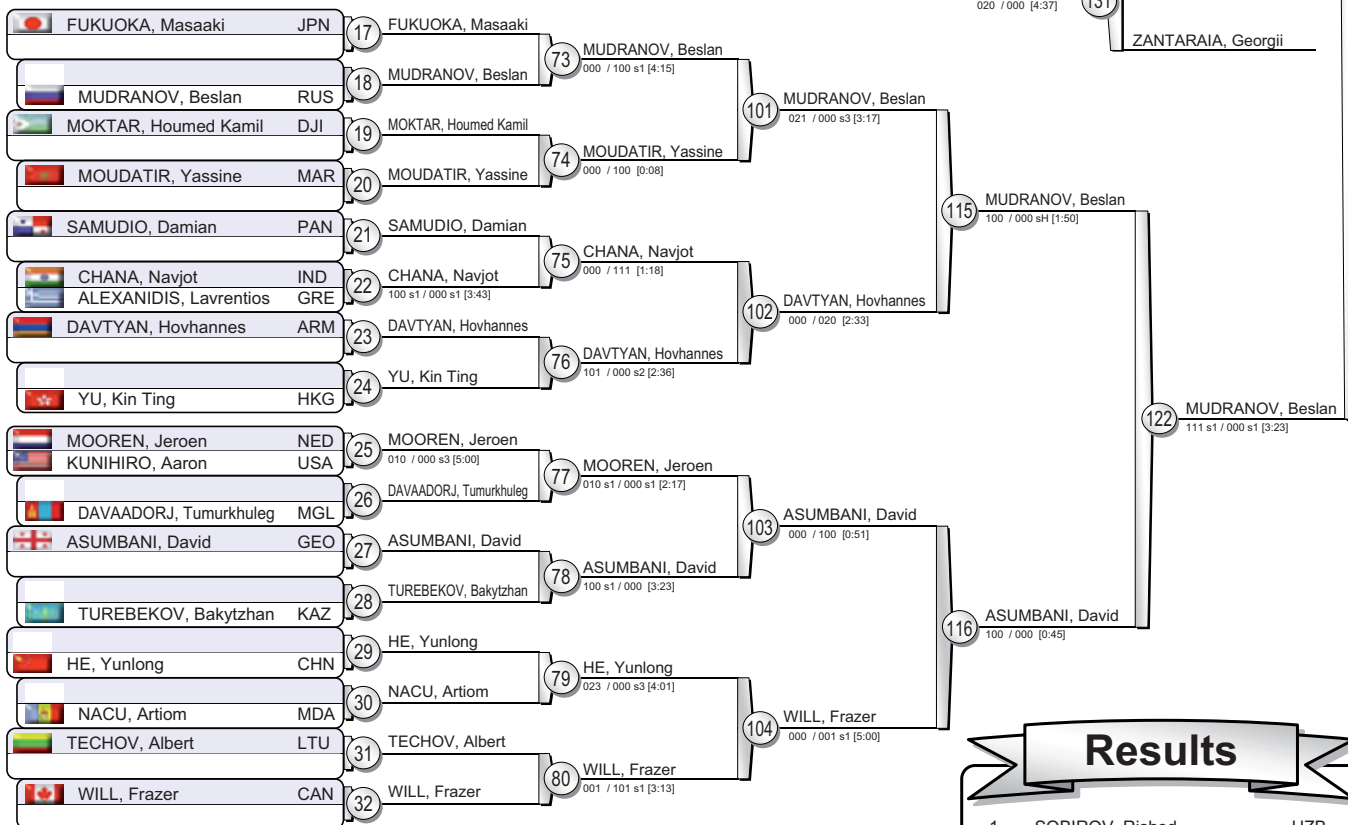 020 / 000 [4:37]
131
ZANTARAIA, Georgii
FUKUOKA, Masaaki JPN
17
FUKUOKA, Masaaki
73
MUDRANOV, Beslan
000 / 100 s1 [4:15]
18
MUDRANOV, Beslan
MUDRANOV, Beslan RUS
101
MUDRANOV, Beslan
021 / 000 s3 [3:17]
MOKTAR, Houmed Kamil DJI
19
MOKTAR, Houmed Kamil
74
MOUDATIR, Yassine
000 / 100 [0:08]
MOUDATIR, Yassine MAR
20
MOUDATIR, Yassine
115
MUDRANOV, Beslan
100 / 000 sH [1:50]
SAMUDIO, Damian PAN
21
SAMUDIO, Damian
75
CHANA, Navjot
000 / 111 [1:18]
CHANA, Navjot IND
ALEXANIDIS, Lavrentios GRE
22
CHANA, Navjot
100 s1 / 000 s1 [3:43]
102
DAVTYAN, Hovhannes
000 / 020 [2:33]
DAVTYAN, Hovhannes ARM
23
DAVTYAN, Hovhannes
76
DAVTYAN, Hovhannes
101 / 000 s2 [2:36]
24
YU, Kin Ting
YU, Kin Ting HKG
122
MUDRANOV, Beslan
111 s1 / 000 s1 [3:23]
MOOREN, Jeroen NED
KUNIHIRO, Aaron USA
25
MOOREN, Jeroen
010 / 000 s3 [5:00]
77
MOOREN, Jeroen
010 s1 / 000 s1 [2:17]
26
DAVAADORJ, Tumurkhuleg
DAVAADORJ, Tumurkhuleg MGL
103
ASUMBANI, David
000 / 100 [0:51]
ASUMBANI, David GEO
27
ASUMBANI, David
78
ASUMBANI, David
100 s1 / 000 [3:23]
28
TUREBEKOV, Bakytzhan
TUREBEKOV, Bakytzhan KAZ
116
ASUMBANI, David
100 / 000 [0:45]
29
HE, Yunlong
HE, Yunlong CHN
79
HE, Yunlong
023 / 000 s3 [4:01]
30
NACU, Artiom
NACU, Artiom MDA
104
WILL, Frazer
000 / 001 s1 [5:00]
TECHOV, Albert LTU
31
TECHOV, Albert
80
WILL, Frazer
001 / 101 s1 [3:13]
WILL, Frazer CAN
32
WILL, Frazer
Results
1 SOBIROV, Rishod UZB